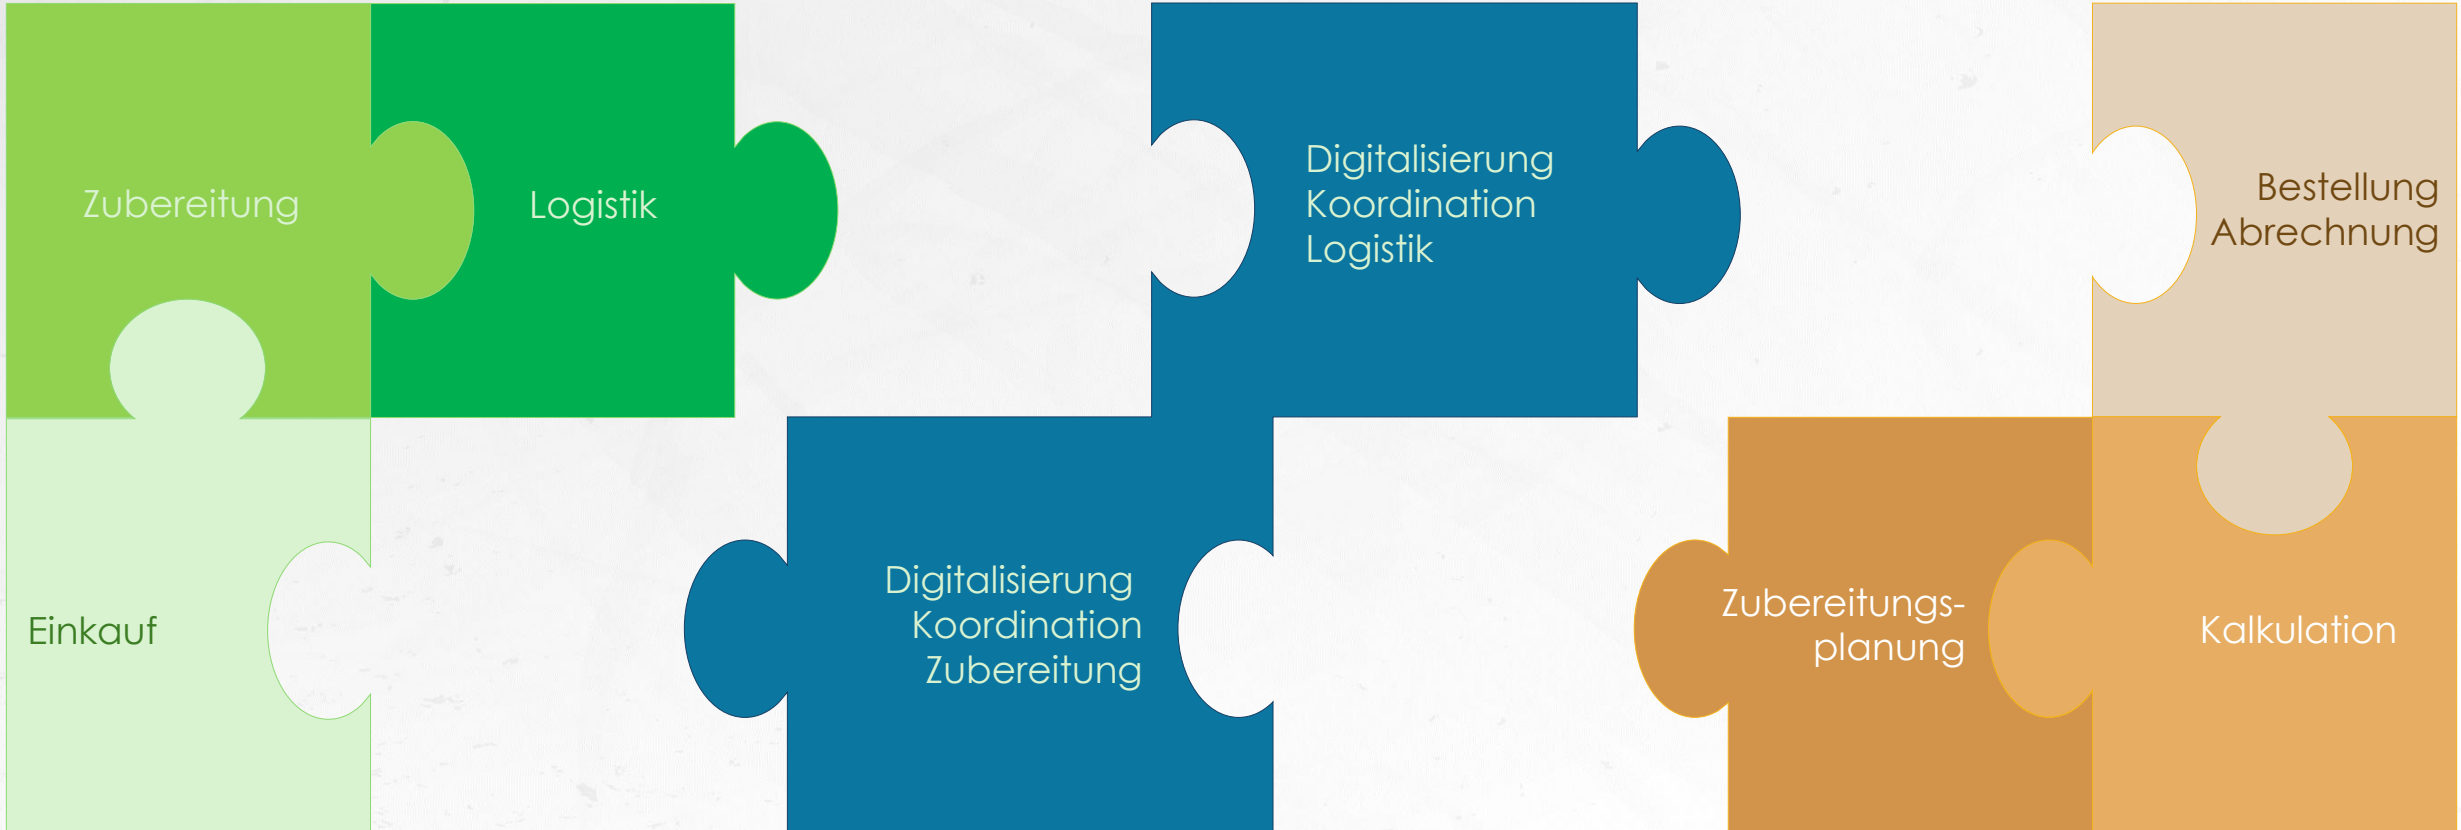 Zubereitung
Logistik
Digitalisierung
Koordination
Logistik
Bestellung
Abrechnung
Einkauf
Digitalisierung
Koordination
Zubereitung
Zubereitungs-
planung
Kalkulation